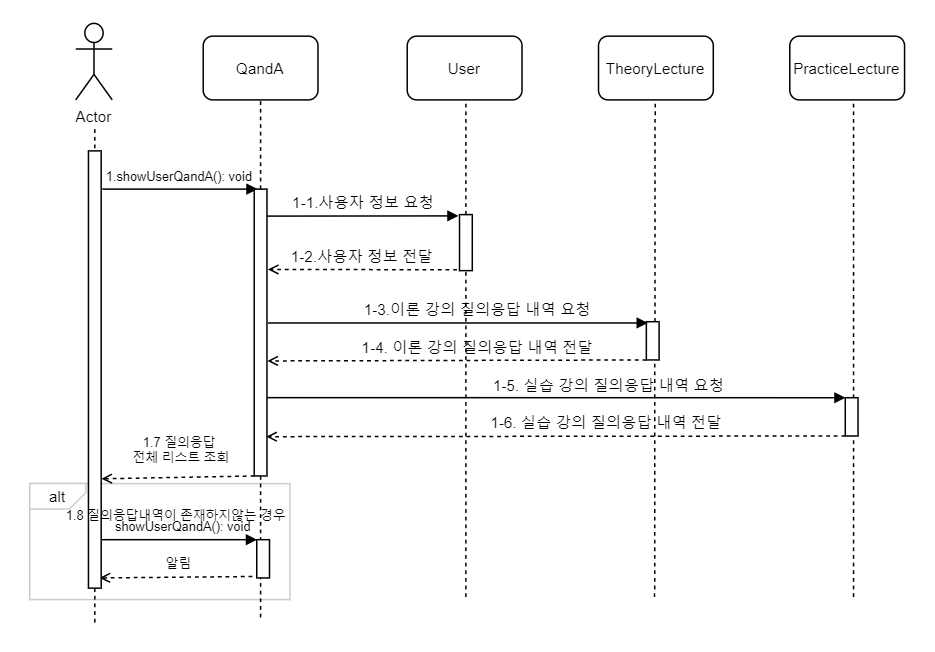 QandA
User
TheoryLecture
PracticeLecture
Actor
1.showUserQandA(): void
1-1.사용자 정보 요청
1-2.사용자 정보 전달
1-3.이론 강의 질의응답 내역 요청
1-4. 이론 강의 질의응답 내역 전달
1-5. 실습 강의 질의응답 내역 요청
1-6. 실습 강의 질의응답 내역 전달
1.7 질의응답
전체 리스트 조회
alt
1.8 질의응답내역이 존재하지않는 경우
showUserQandA(): void
알림